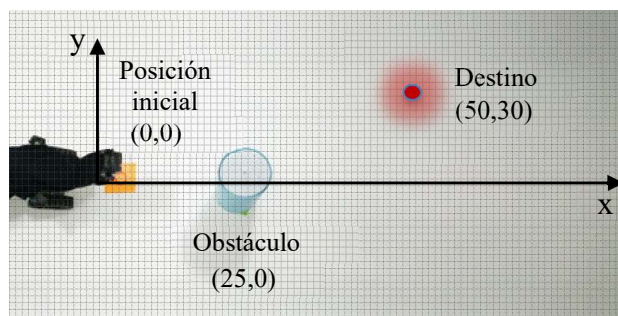 y
Posición
inicial
(0,0)
Destino
(50,30)
x
Obstáculo
(25,0)